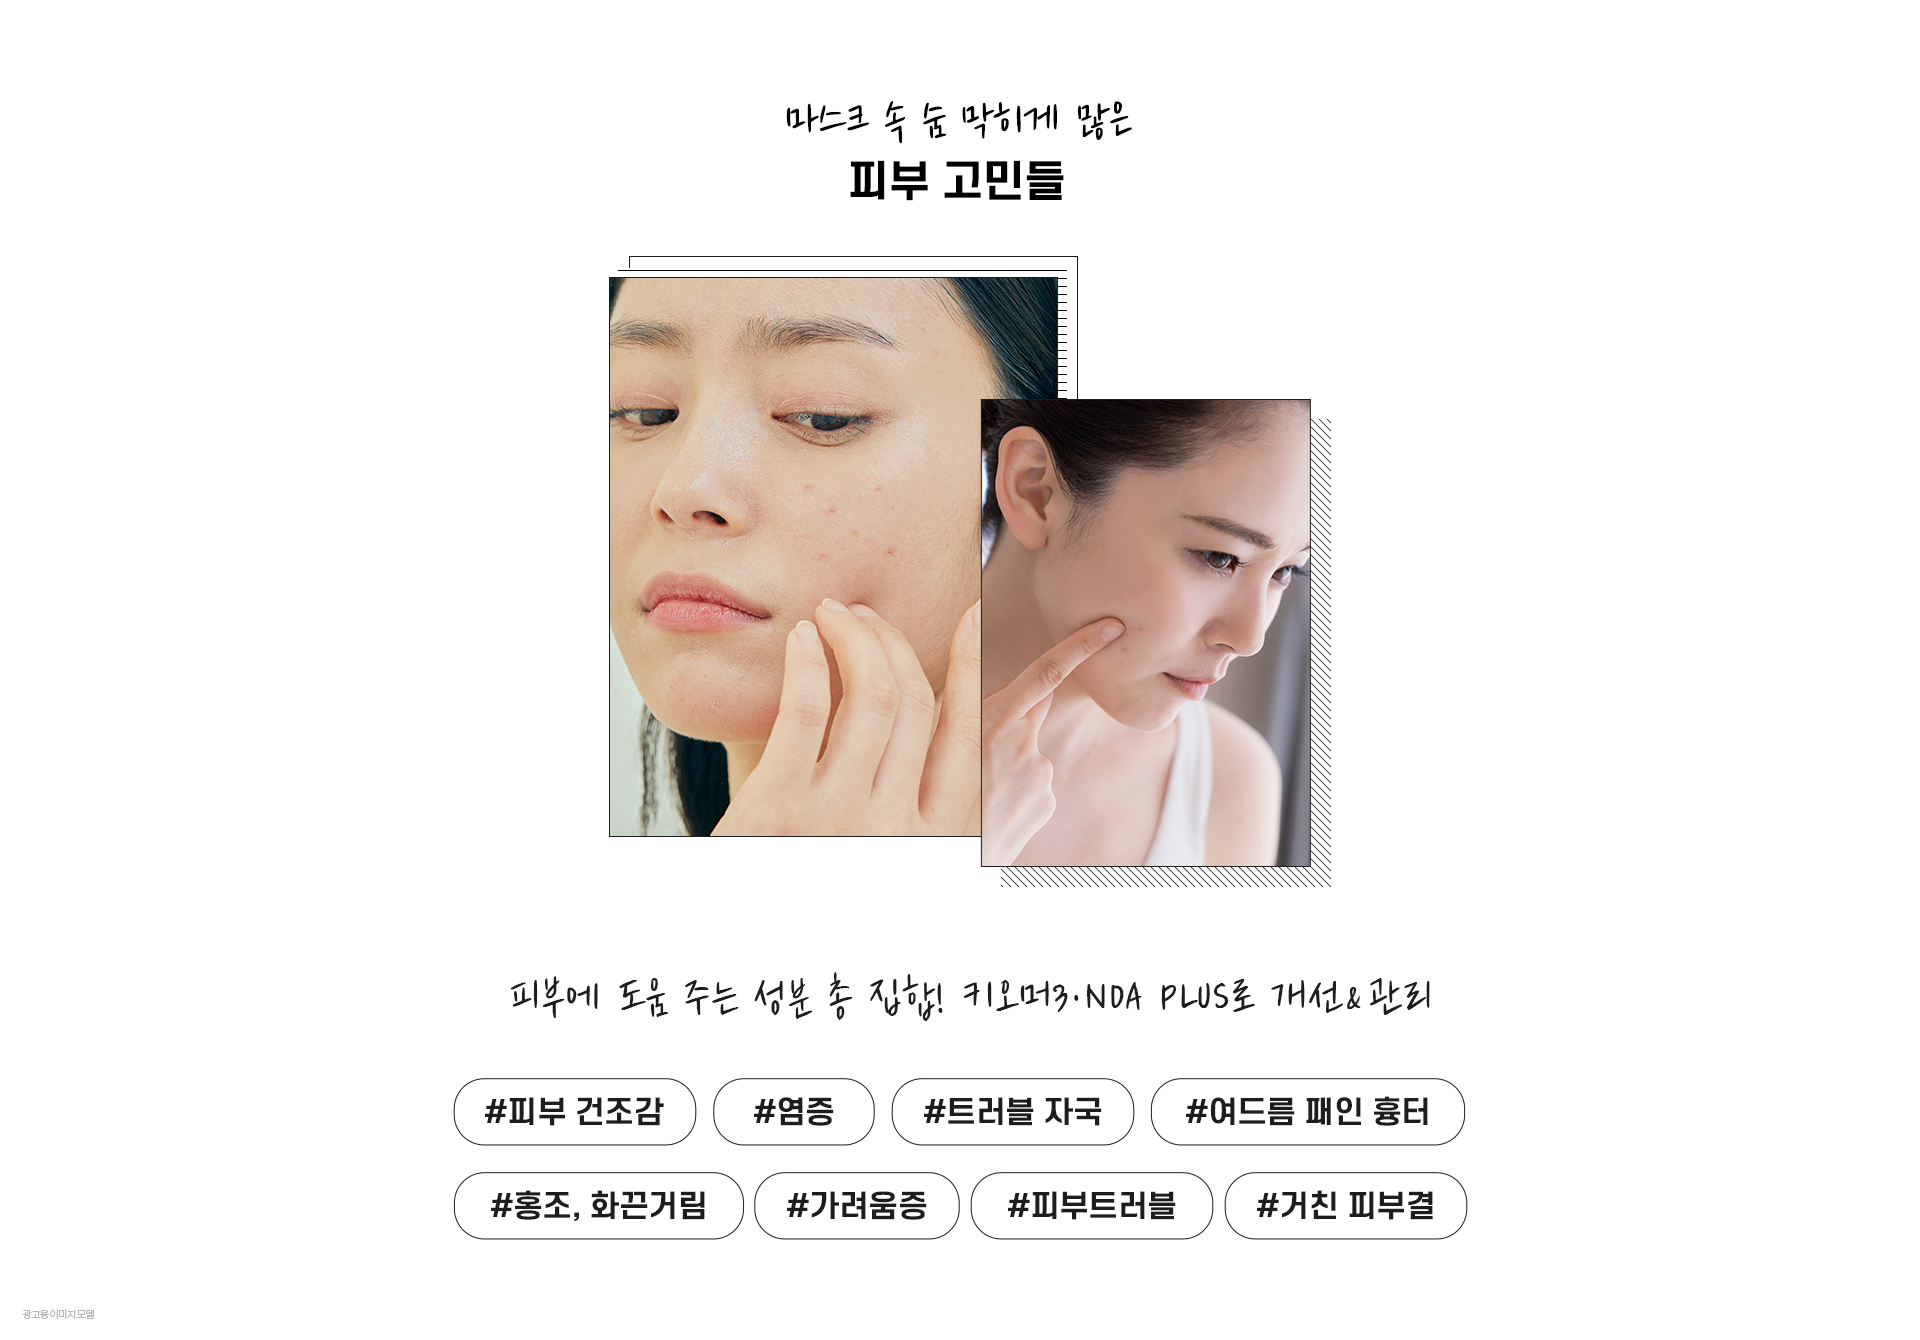 마스크 속 숨 막히게 많은
피부 고민들
피부에 도움 주는 성분 총 집합! 키오머3·NDA PLUS로 개선&관리
#피부 건조감 #염증 #트러블 자국 #여드름 패인 흉터
#홍조, 화끈거림 #가려움증 #피부트러블 #거친 피부결
광고용이미지모델